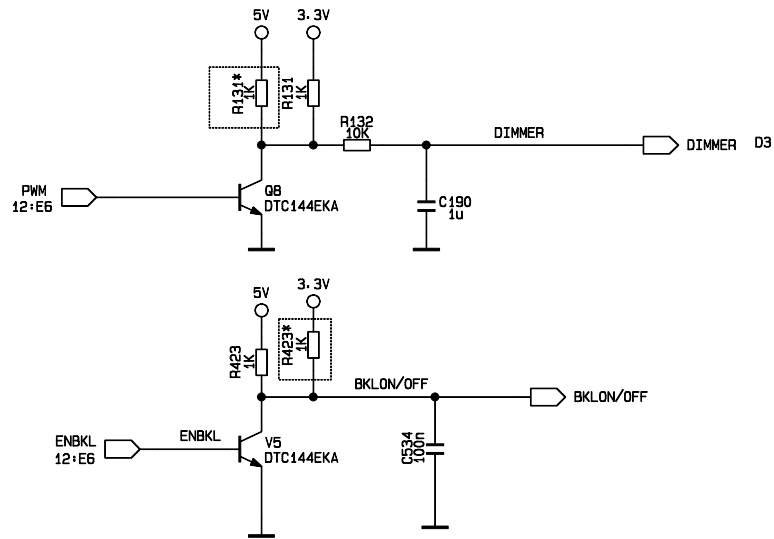 5V
3.3V
R131*
1K
R131
1K
R132
10K
DIMMER
DIMMER D3
PWM
12:E6
Q8
DTC144EKA
C190
1u
5V
3.3V
R423
1K
R423*
1K
BKLON/OFF
BKLON/OFF
ENBKL
12:E6
ENBKL
V5
DTC144EKA
C534
100n